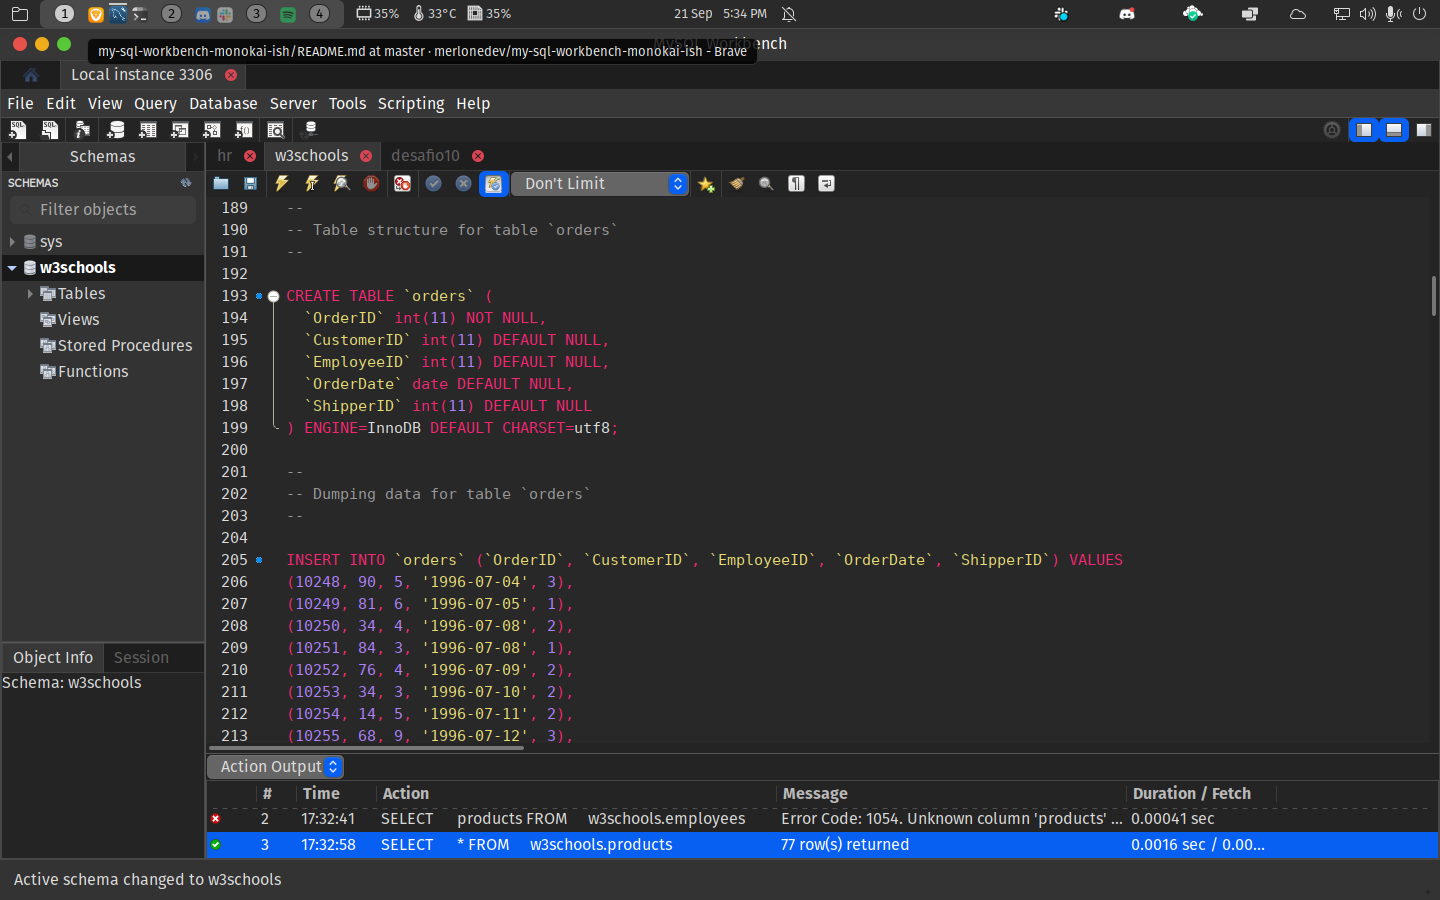 1 2 3 4 35% 33°C 35% 21 Sep 5:34 PM
my-sql-workbench-monokai-ish/README.md at master · merlonedev/my-sql-workbench-monokai-ish - Brave
Local instance 3306
File Edit View Query Database Server Tools Scripting Help
Schemas
hr w3schools desafio10
SCHEMAS
Don't Limit
Filter objects
sys
w3schools
Tables
Views
Stored Procedures
Functions
189 --
190 -- Table structure for table `orders`
191 --
192
193 CREATE TABLE `orders` (
194 `OrderID` int(11) NOT NULL,
195 `CustomerID` int(11) DEFAULT NULL,
196 `EmployeeID` int(11) DEFAULT NULL,
197 `OrderDate` date DEFAULT NULL,
198 `ShipperID` int(11) DEFAULT NULL
199 ) ENGINE=InnoDB DEFAULT CHARSET=utf8;
200
201 --
202 -- Dumping data for table `orders`
203 --
204
205 INSERT INTO `orders` (`OrderID`, `CustomerID`, `EmployeeID`, `OrderDate`, `ShipperID`) VALUES
206 (10248, 90, 5, '1996-07-04', 3),
207 (10249, 81, 6, '1996-07-05', 1),
208 (10250, 34, 4, '1996-07-08', 2),
209 (10251, 84, 3, '1996-07-08', 1),
210 (10252, 76, 4, '1996-07-09', 2),
211 (10253, 34, 3, '1996-07-10', 2),
212 (10254, 14, 5, '1996-07-11', 2),
213 (10255, 68, 9, '1996-07-12', 3),
Object Info Session
Schema: w3schools
Action Output
# Time Action Message Duration / Fetch
2 17:32:41 SELECT products FROM w3schools.employees Error Code: 1054. Unknown column 'products' ... 0.00041 sec
3 17:32:58 SELECT * FROM w3schools.products 77 row(s) returned 0.0016 sec / 0.00...
Active schema changed to w3schools